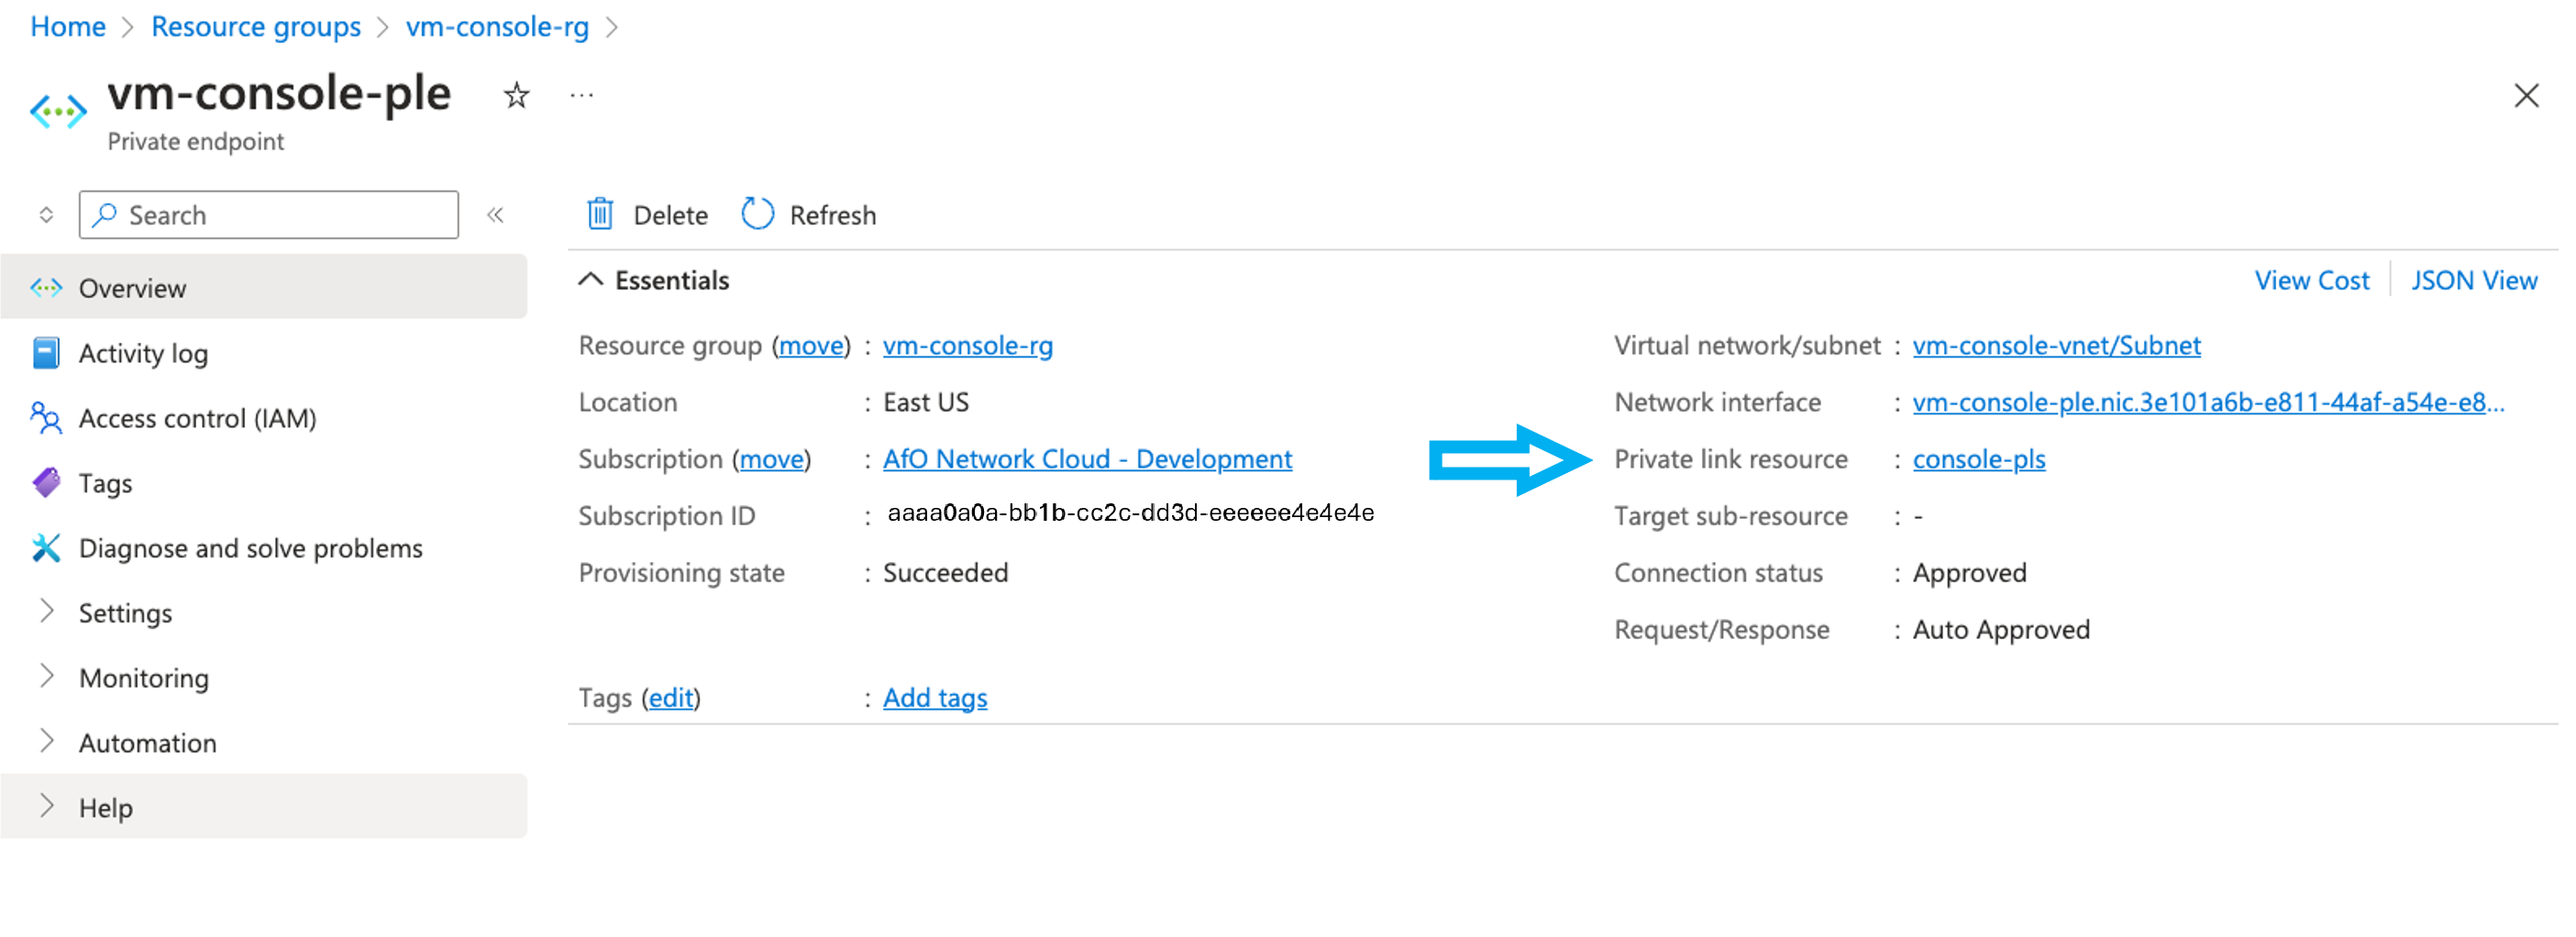 Home > Resource groups > vm-console-rg >
vm-console-ple ☆ ...
Private endpoint
Search «
Delete Refresh
Overview
Activity log
Access control (IAM)
Tags
Diagnose and solve problems
Settings
Monitoring
Automation
Help
Essentials
View Cost | JSON View
Resource group (move) : vm-console-rg
Location : East US
Subscription (move) : AfO Network Cloud - Development
Subscription ID : aaaa0a0a-bb1b-cc2c-dd3d-eeeeee4e4e4e
Provisioning state : Succeeded
Virtual network/subnet : vm-console-vnet/Subnet
Network interface : vm-console-ple.nic.3e101a6b-e811-44af-a54e-e8...
Private link resource : console-pls
Target sub-resource : -
Connection status : Approved
Request/Response : Auto Approved
Tags (edit) : Add tags